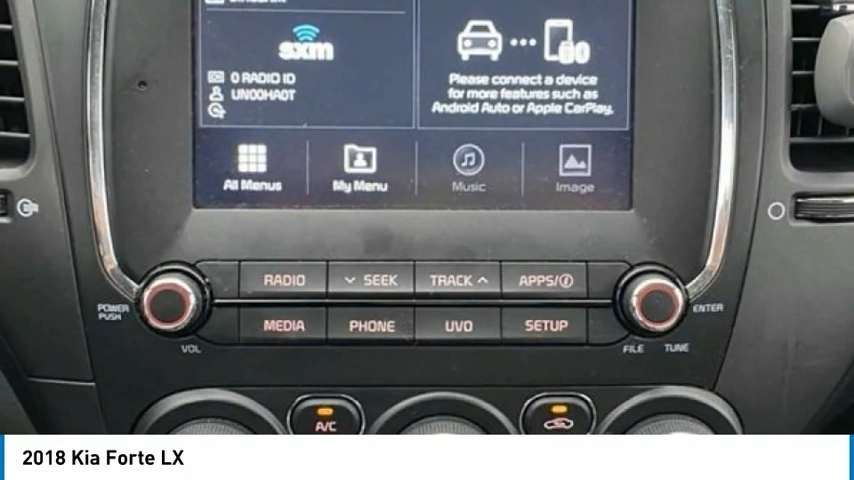 sxm
0 RADIO ID
UN00HA0T
Please connect a device
for more features such as
Android Auto or Apple CarPlay.
All Menus
My Menu
Music
Image
RADIO
SEEK
TRACK
APPS/i
MEDIA
PHONE
UVO
SETUP
POWER
PUSH
VOL
ENTER
FILE
TUNE
A/C
2018 Kia Forte LX